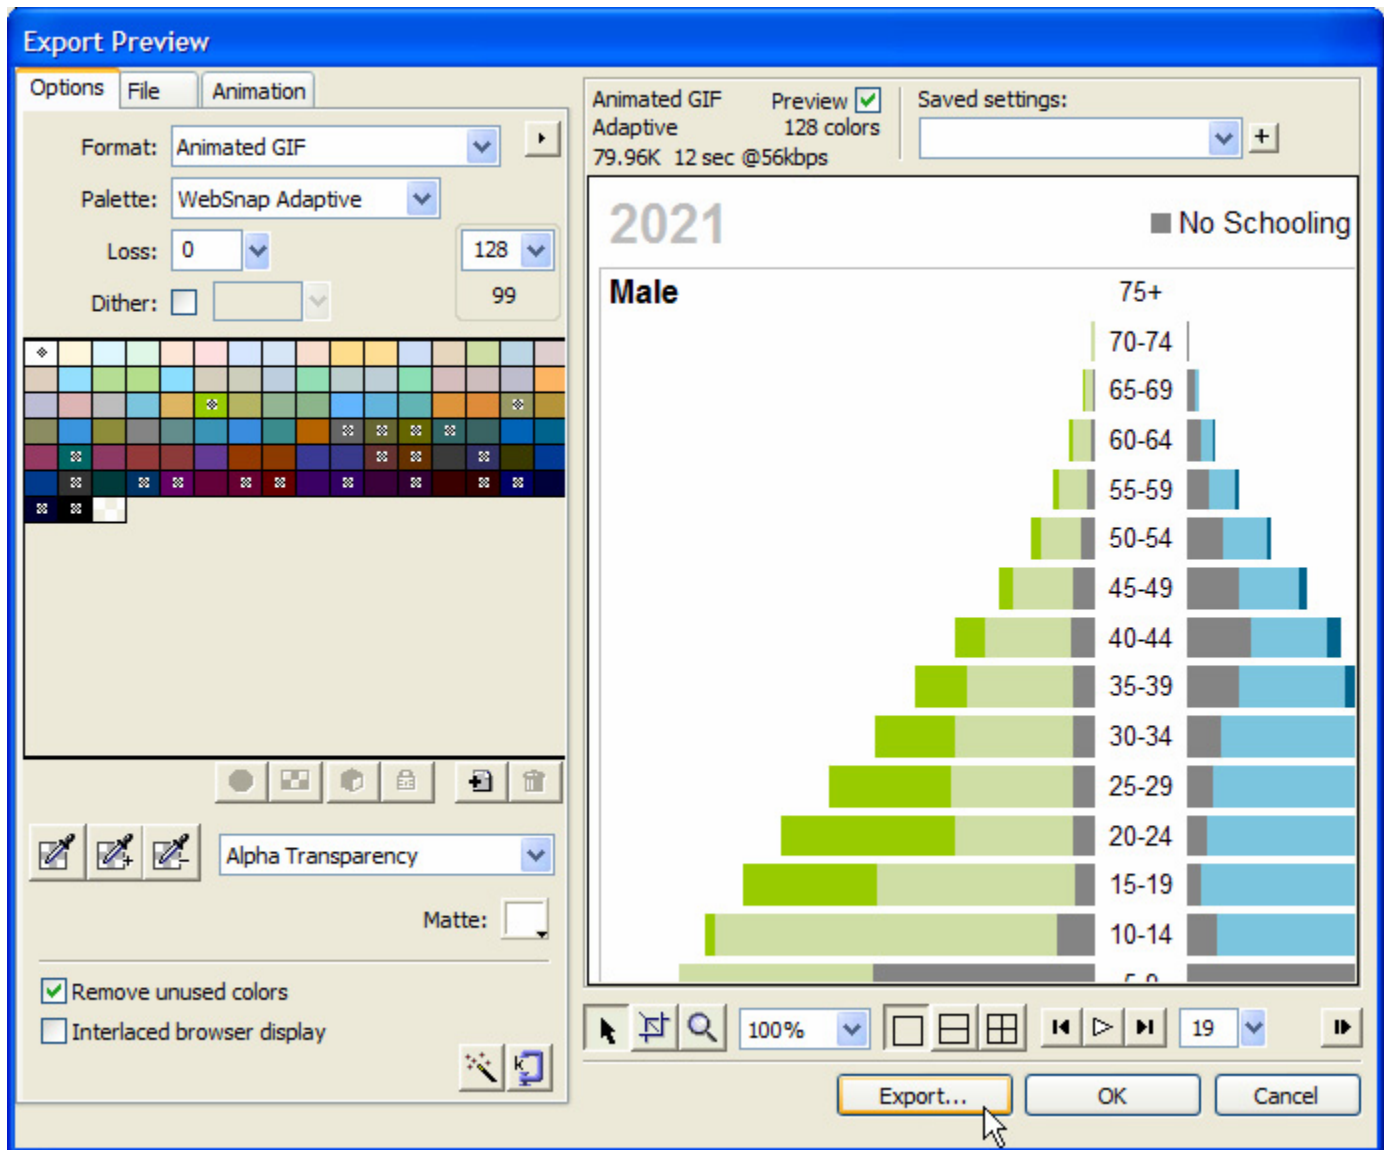 Export Preview
Options File Animation
Format: Animated GIF
Palette: WebSnap Adaptive
Loss: 0 128
Dither: 99
Alpha Transparency
Matte:
Remove unused colors
Interlaced browser display
Animated GIF Preview
Adaptive 128 colors
79.96K 12 sec @56kbps
Saved settings:
2021 No Schooling
Male 75+
70-74
65-69
60-64
55-59
50-54
45-49
40-44
35-39
30-34
25-29
20-24
15-19
10-14
100% 19
Export... OK Cancel